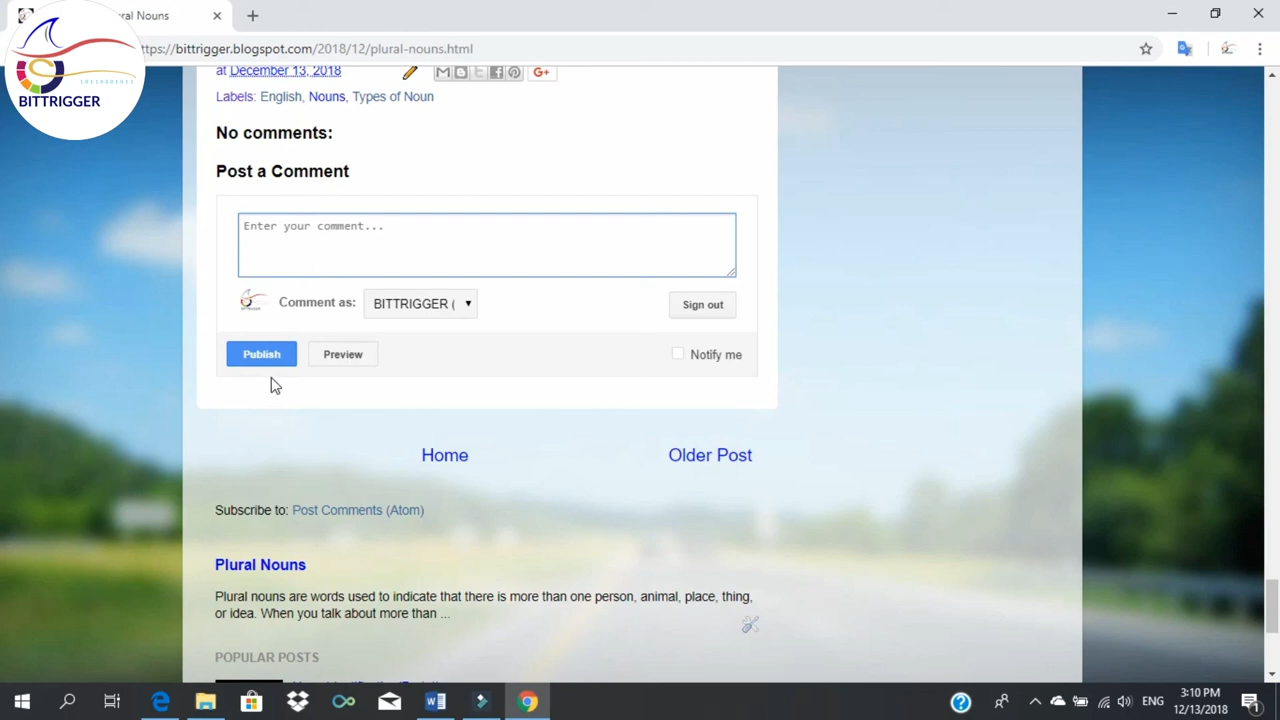 ral Nouns
ttps://bittrigger.blogspot.com/2018/12/plural-nouns.html
BITTRIGGER
at December 13, 2018
G+
Labels: English, Nouns, Types of Noun
No comments:
Post a Comment
Enter your comment...
Comment as: BITTRIGGER (
Sign out
Publish
Preview
Notify me
Home
Older Post
Subscribe to: Post Comments (Atom)
Plural Nouns
Plural nouns are words used to indicate that there is more than one person, animal, place, thing,
or idea. When you talk about more than ...
POPULAR POSTS
ENG
3:10 PM
12/13/2018